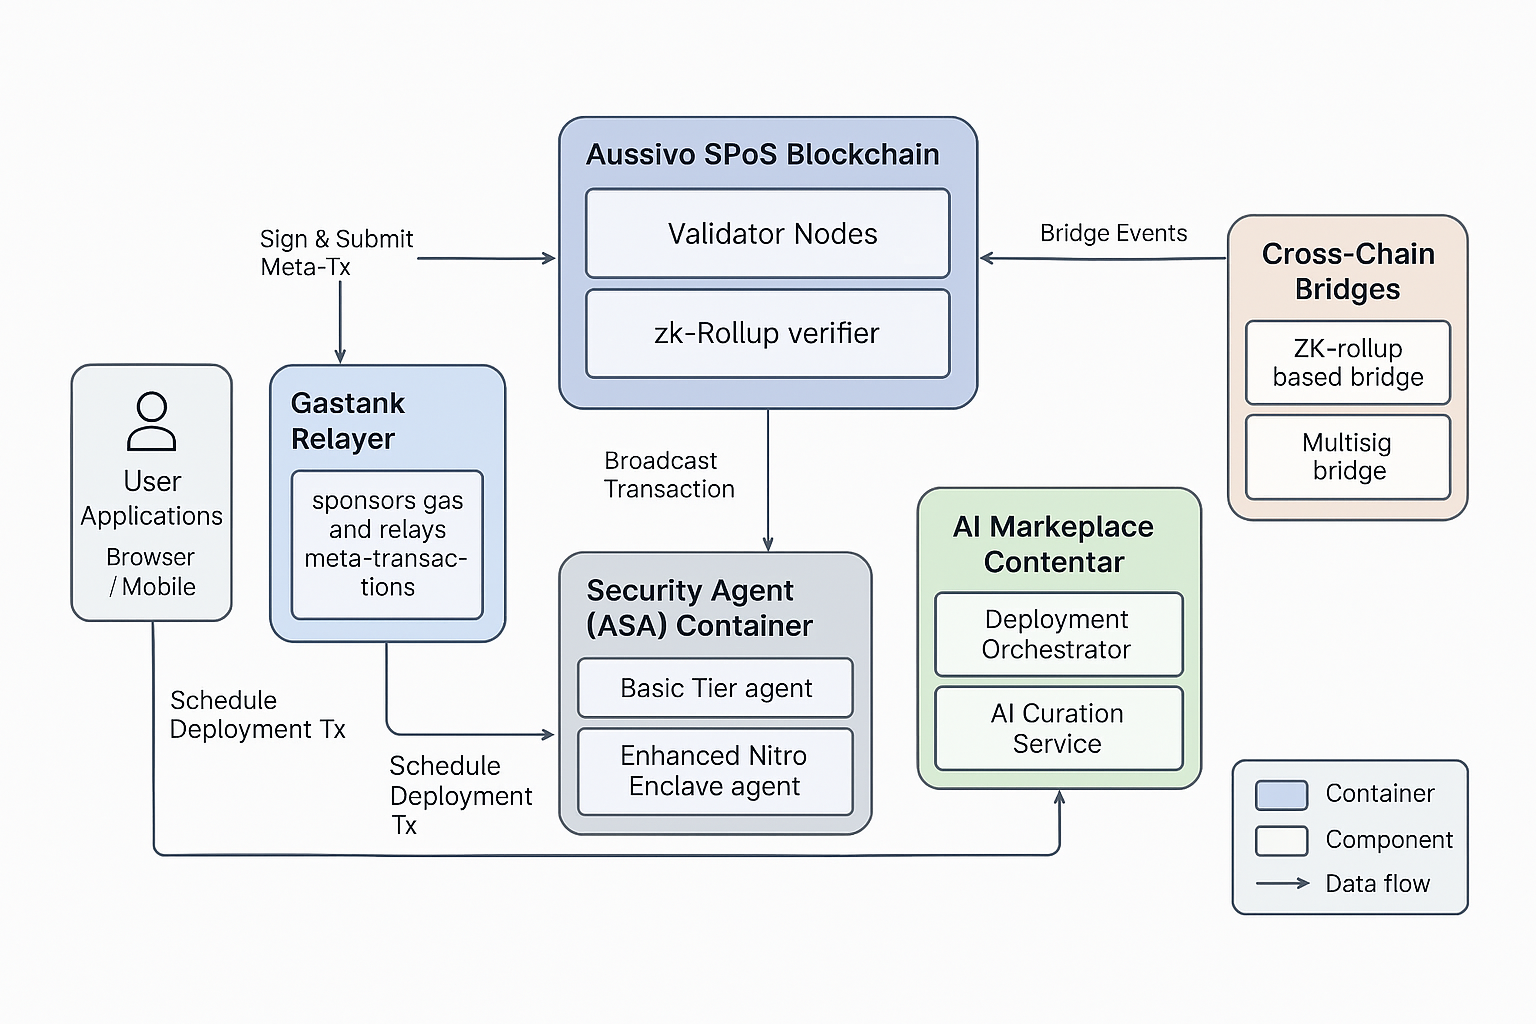 Aussivo SPoS Blockchain
Validator Nodes
zk-Rollup verifier
Sign & Submit
Meta-Tx
Bridge Events
Cross-Chain
Bridges
ZK-rollup
based bridge
Multisig
bridge
User
Applications
Browser
/ Mobile
Gastank
Relayer
sponsors gas
and relays
meta-transac-
tions
Broadcast
Transaction
Security Agent
(ASA) Container
Basic Tier agent
Enhanced Nitro
Enclave agent
AI Markeplace
Contentar
Deployment
Orchestrator
AI Curation
Service
Schedule
Deployment Tx
Schedule
Deployment
Tx
Container
Component
Data flow